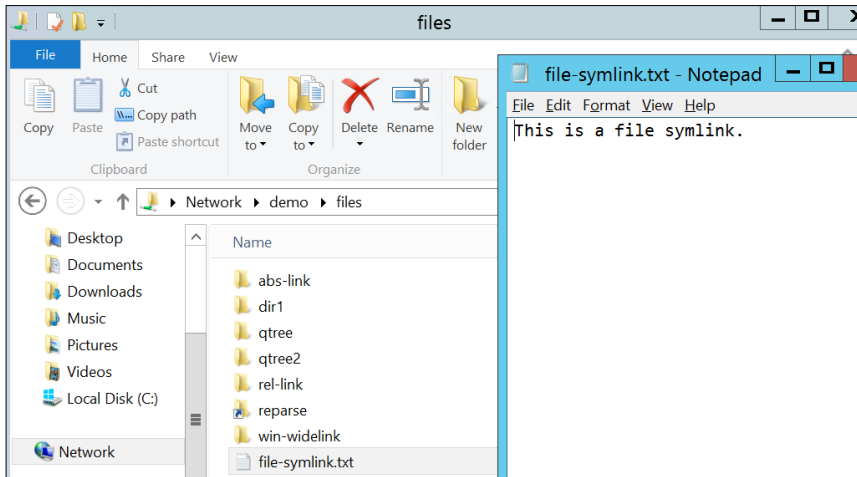 files
File Home Share View
Copy
Paste
Cut
Copy path
Paste shortcut
Clipboard
Move to
Copy to
Delete
Rename
New folder
Organize
Network demo files
Desktop
Documents
Downloads
Music
Pictures
Videos
Local Disk (C:)
Network
Name
abs-link
dir1
qtree
qtree2
rel-link
reparse
win-widelink
file-symlink.txt
file-symlink.txt - Notepad
File Edit Format View Help
This is a file symlink.